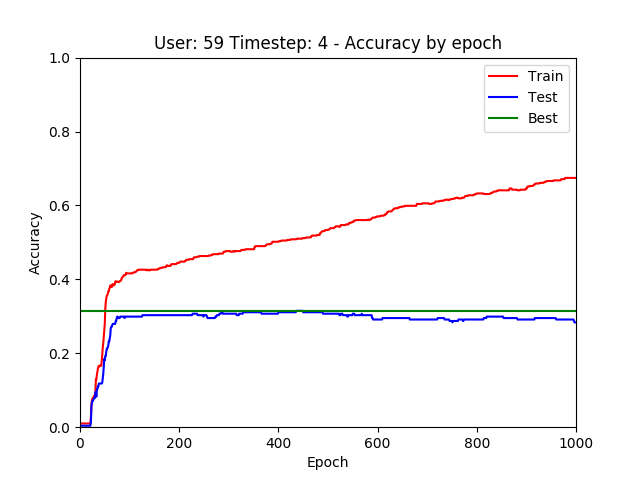 User: 59 Timestep: 4 - Accuracy by epoch
1.0
Train
Test
Best
0.8
0.6
Accuracy
0.4
0.2
0.0
0 200 400 600 800 1000
Epoch